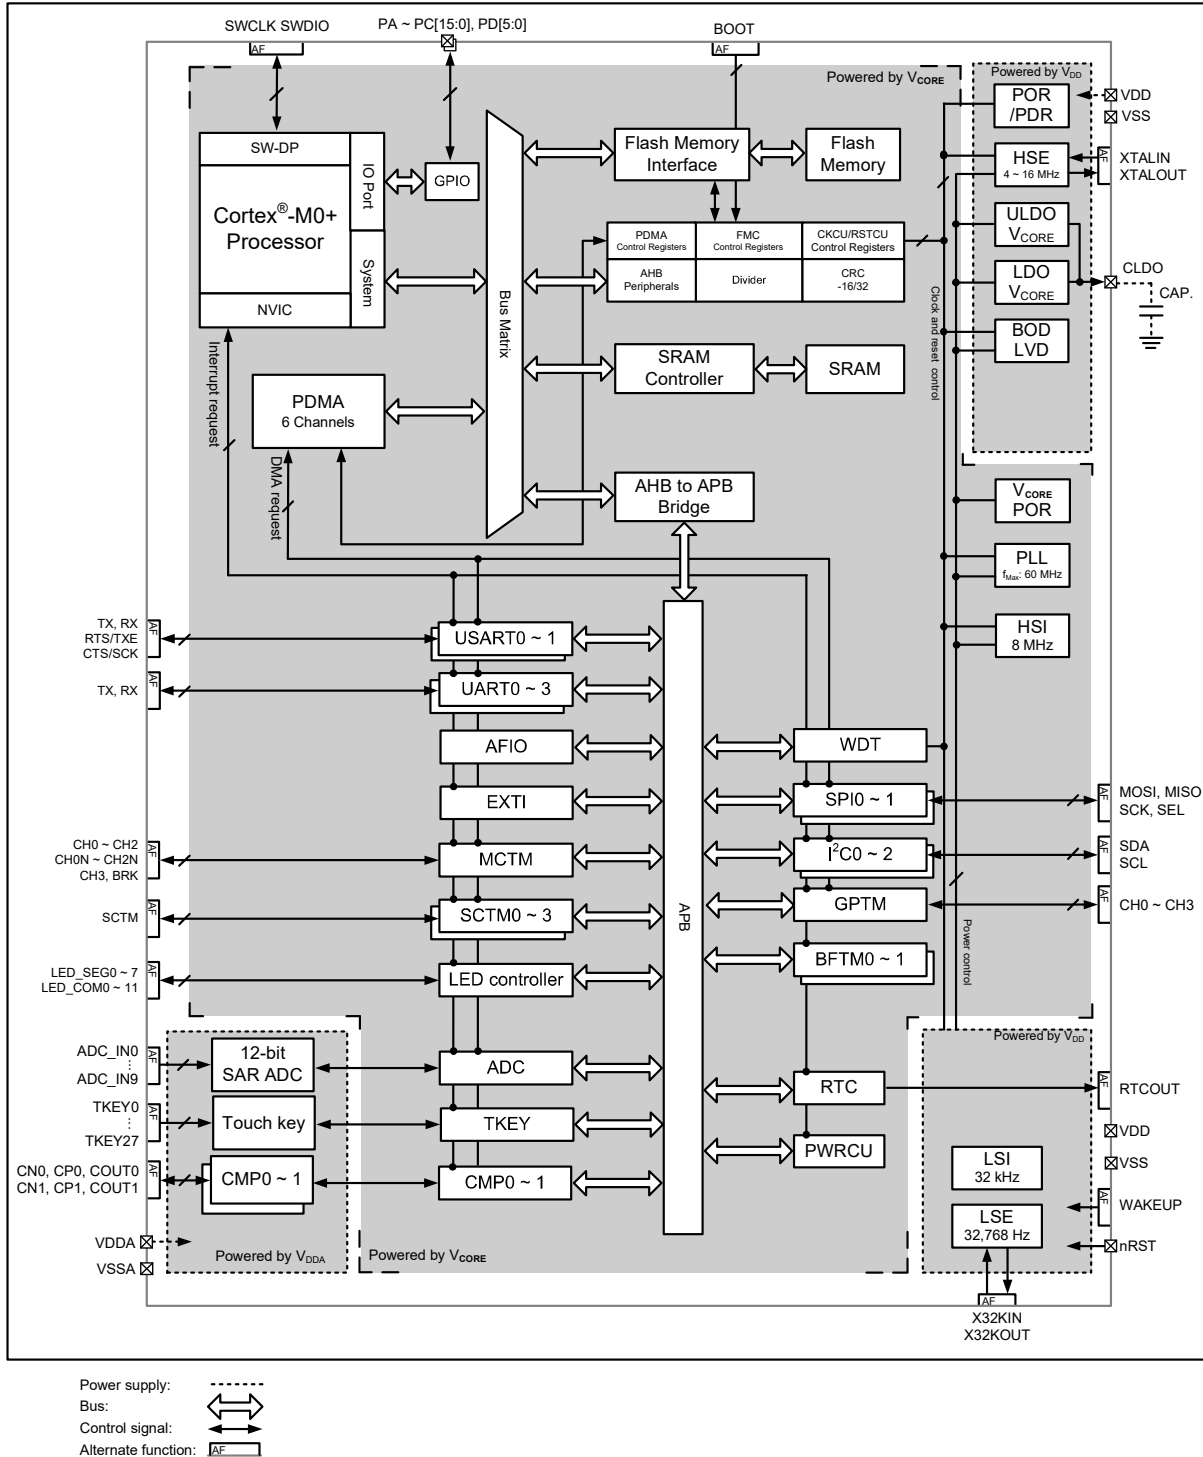 SWCLK SWDIO
PA ~ PC[15:0], PD[5:0]
BOOT
AF
AF
Powered by VCORE
Powered by VDD
POR
/PDR
VDD
VSS
SW-DP
IO Port
GPIO
Cortex®-M0+
Processor
System
NVIC
Bus Matrix
Flash Memory
Interface
Flash
Memory
HSE
4 ~ 16 MHz
AF
XTALIN
XTALOUT
ULDO
VCORE
PDMA
Control Registers
FMC
Control Registers
CKCU/RSTCU
Control Registers
AHB
Peripherals
Divider
CRC
-16/32
LDO
VCORE
CLDO
CAP.
Clock and reset control
BOD
LVD
Interrupt request
SRAM
Controller
SRAM
PDMA
6 Channels
DMA request
AHB to APB
Bridge
VCORE
POR
PLL
fMax: 60 MHz
HSI
8 MHz
TX, RX
RTS/TXE
CTS/SCK
AF
USART0 ~ 1
TX, RX
AF
UART0 ~ 3
AFIO
WDT
EXTI
SPI0 ~ 1
AF
MOSI, MISO
SCK, SEL
CH0 ~ CH2
CH0N ~ CH2N
CH3, BRK
AF
MCTM
I2C0 ~ 2
AF
SDA
SCL
SCTM
AF
SCTM0 ~ 3
APB
GPTM
AF
CH0 ~ CH3
Power control
LED_SEG0 ~ 7
LED_COM0 ~ 11
AF
LED controller
BFTM0 ~ 1
Powered by VDD
ADC_IN0
⋮
ADC_IN9
AF
12-bit
SAR ADC
ADC
RTC
AF
RTCOUT
TKEY0
⋮
TKEY27
AF
Touch key
TKEY
PWRCU
VDD
VSS
CN0, CP0, COUT0
CN1, CP1, COUT1
AF
CMP0 ~ 1
CMP0 ~ 1
LSI
32 kHz
AF
WAKEUP
LSE
32,768 Hz
nRST
VDDA
VSSA
Powered by VDDA
Powered by VCORE
AF
X32KIN
X32KOUT
Power supply:
Bus:
Control signal:
Alternate function:
AF